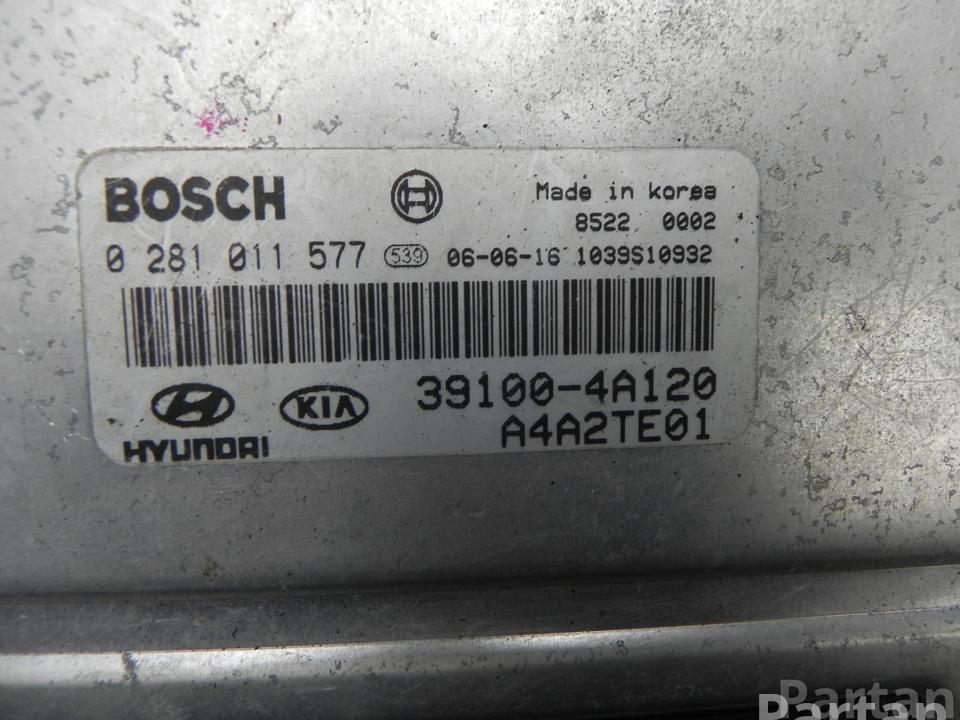 BOSCH
Made in korea
8522 0002
0 281 011 577 539 06-06-16 1039S10932
KIA 39100-4A120
HYUNDAI A4A2TE01
Partan
Partan